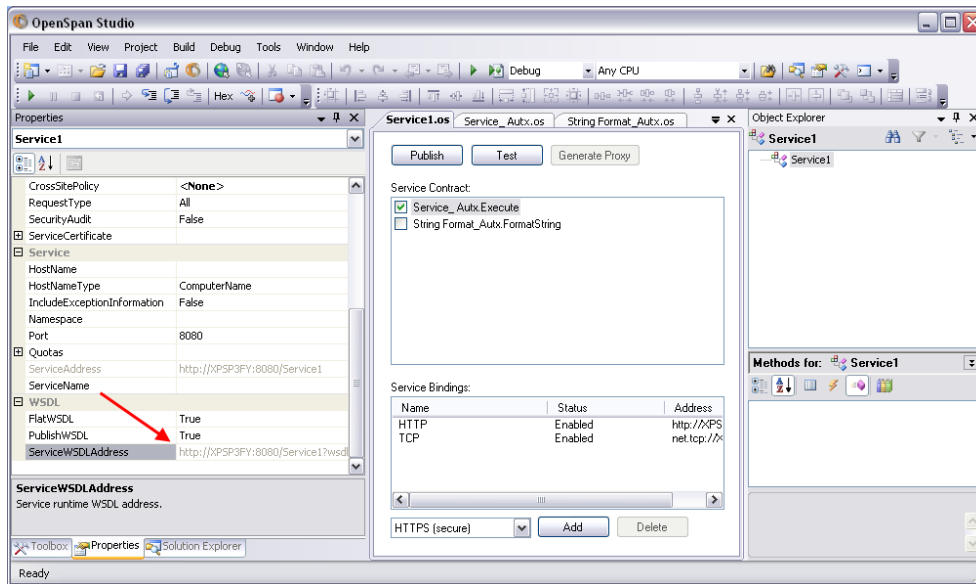 OpenSpan Studio
File Edit View Project Build Debug Tools Window Help
Debug Any CPU
Hex
Properties
Service1
CrossSitePolicy <None>
RequestType All
SecurityAudit False
ServiceCertificate
Service
HostName
HostNameType ComputerName
IncludeExceptionInformation False
Namespace
Port 8080
Quotas
ServiceAddress http://XPSP3FY:8080/Service1
ServiceName
WSDL
FlatWSDL True
PublishWSDL True
ServiceWSDLAddress http://XPSP3FY:8080/Service1?wsdl
ServiceWSDLAddress
Service runtime WSDL address.
Toolbox Properties Solution Explorer
Service1.os Service_ Autx.os String Format_Autx.os
Publish Test Generate Proxy
Service Contract:
Service_ Autx.Execute
String Format_Autx.FormatString
Service Bindings:
Name Status Address
HTTP Enabled http://XPS
TCP Enabled net.tcp://
HTTPS (secure) Add Delete
Object Explorer
Service1
Service1
Methods for: Service1
Ready